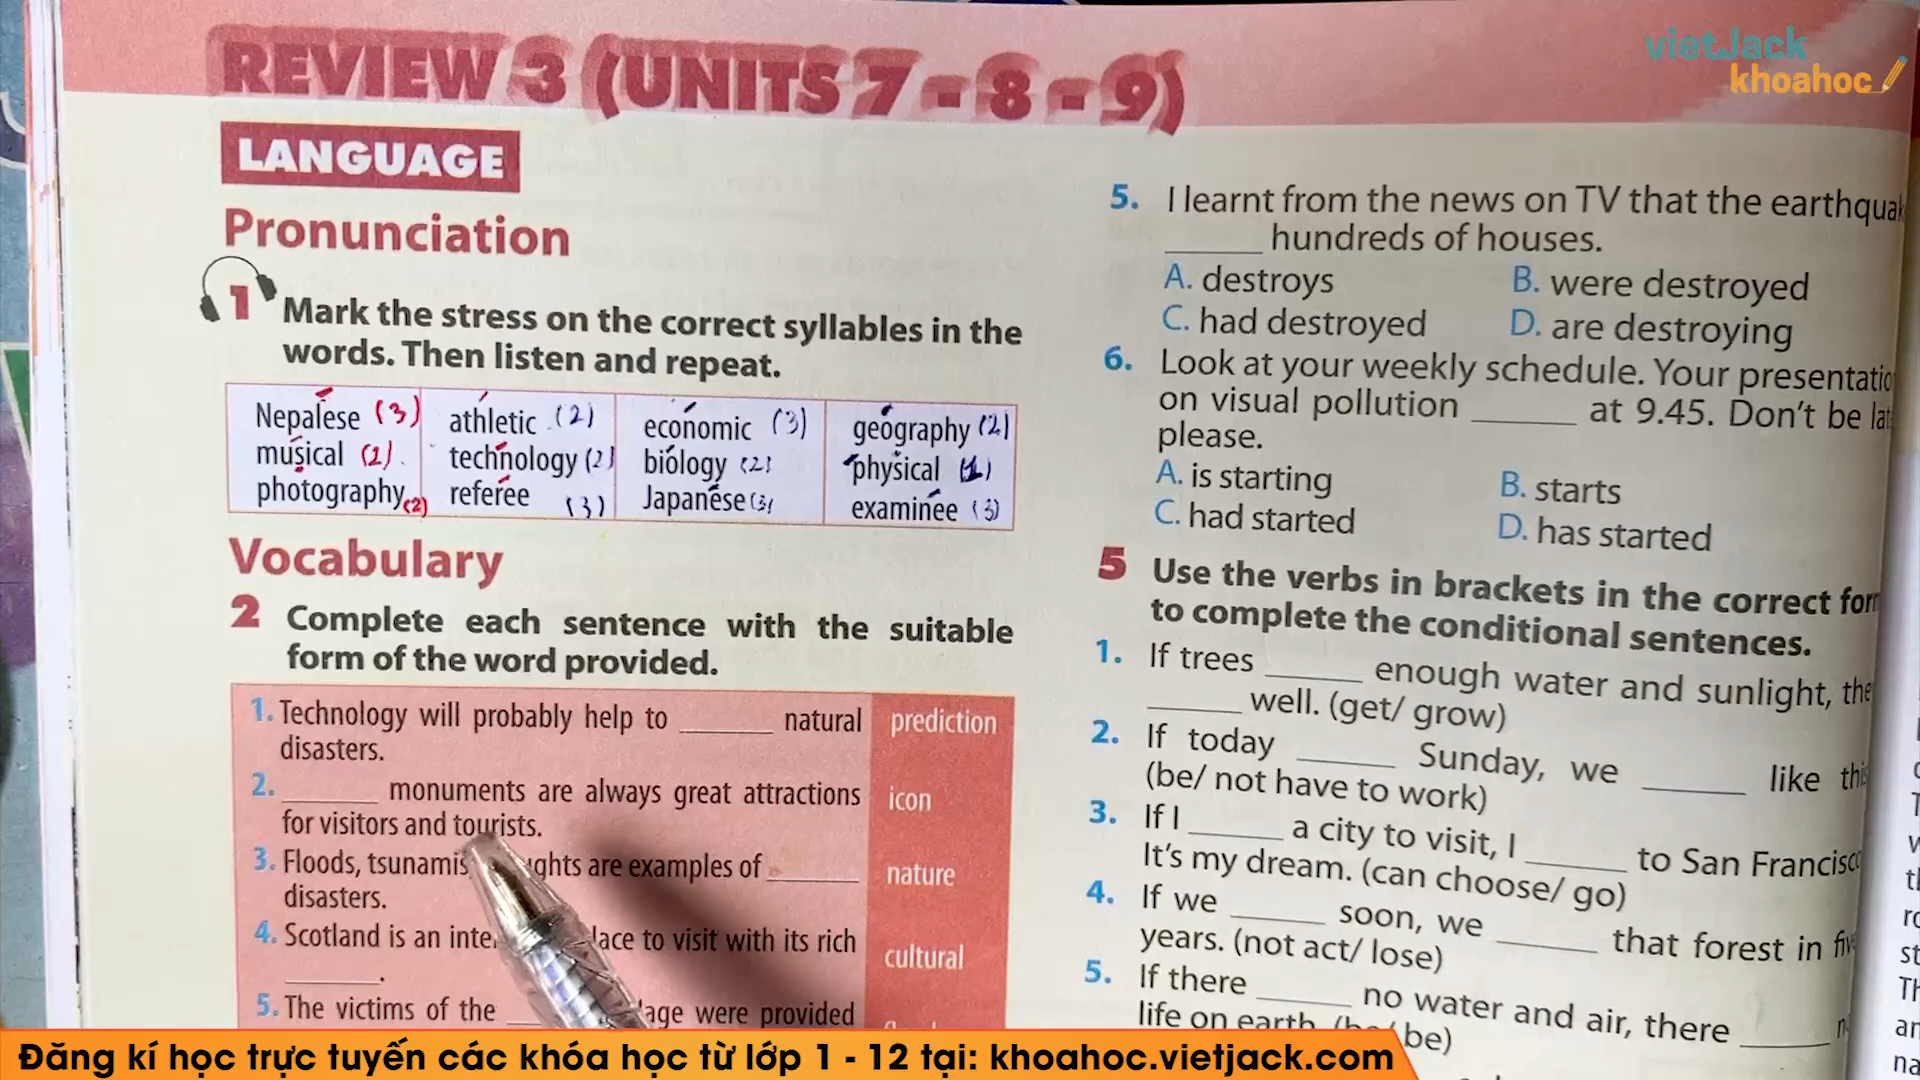 REVIEW 3 (UNITS 7 - 8 - 9)
vietJack
khoahoc
LANGUAGE
Pronunciation
1 Mark the stress on the correct syllables in the
words. Then listen and repeat.
Nepalese (3) athletic (2) economic (3) geography (2)
musical (1) technology (2) biology (2) physical (1)
photography (2) referee (3) Japanese (3) examinee (3)
Vocabulary
2 Complete each sentence with the suitable
form of the word provided.
1. Technology will probably help to ______ natural prediction
disasters.
2. ______ monuments are always great attractions icon
for visitors and tourists.
3. Floods, are examples of ______ nature
disasters.
4. Scotland is an to visit with its rich cultural
______.
5. The victims of the were provided
5. I learnt from the news on TV that the
______ hundreds of houses.
A. destroys B. were destroyed
C. had destroyed D. are destroying
6. Look at your weekly schedule. Your
on visual pollution ______ at 9.45. Don't be
please.
A. is starting B. starts
C. had started D. has started
5 Use the verbs in brackets in the correct
to complete the conditional sentences.
1. If trees ______ enough water and sunlight,
______ well. (get/ grow)
2. If today ______ Sunday, we ______ like
(be/ not have to work)
3. If I ______ a city to visit, I ______ to San
It's my dream. (can choose/ go)
4. If we ______ soon, we ______ that forest in
years. (not act/ lose)
5. If there ______ no water and air, there ______
life on earth. be)
Đăng kí học trực tuyến các khóa học từ lớp 1 - 12 tại: khoahoc.vietjack.com